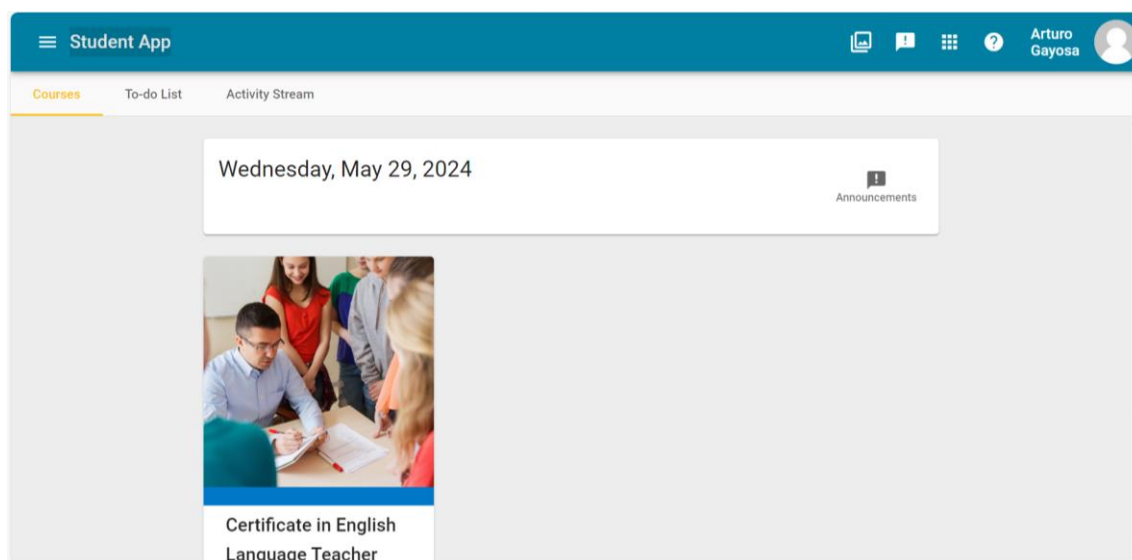 Student App
Arturo
Gayosa
Courses To-do List Activity Stream
Wednesday, May 29, 2024
Announcements
Certificate in English
Language Teacher